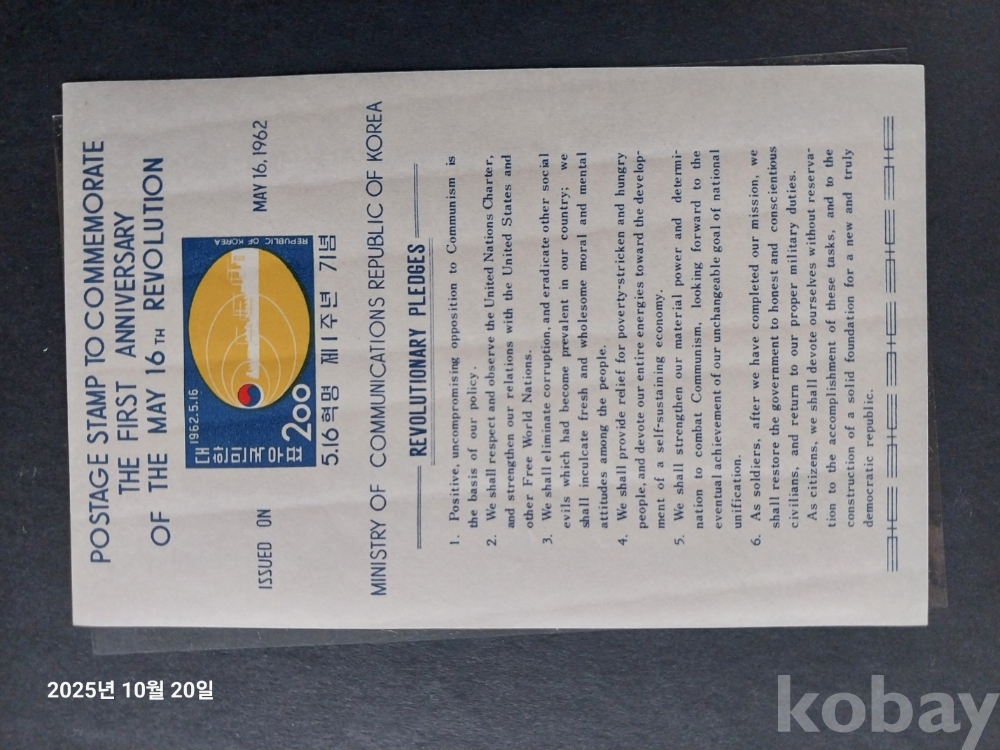 POSTAGE STAMP TO COMMEMORATE
THE FIRST ANNIVERSARY
OF THE MAY 16TH REVOLUTION
ISSUED ON
MAY 16, 1962
1962.5.16
REPUBLIC OF KOREA
대한민국우표
200
5.16혁명 제1주년 기념
MINISTRY OF COMMUNICATIONS REPUBLIC OF KOREA
REVOLUTIONARY PLEDGES
1. Positive, uncompromising opposition to Communism is
the basis of our policy.
2. We shall respect and observe the United Nations Charter,
and strengthen our relations with the United States and
other Free World Nations.
3. We shall eliminate corruption, and eradicate other social
evils which had become prevalent in our country; we
shall inculcate fresh and wholesome moral and mental
attitudes among the people.
4. We shall provide relief for poverty-stricken and hungry
people, and devote our entire energies toward the develop-
ment of a self-sustaining economy.
5. We shall strengthen our material power and determi-
nation to combat Communism, looking forward to the
eventual achievement of our unchangeable goal of national
unification.
6. As soldiers, after we have completed our mission, we
shall restore the government to honest and conscientious
civilians, and return to our proper military duties.
As citizens, we shall devote ourselves without reserva-
tion to the accomplishment of these tasks, and to the
construction of a solid foundation for a new and truly
democratic republic.
2025년 10월 20일
kobay